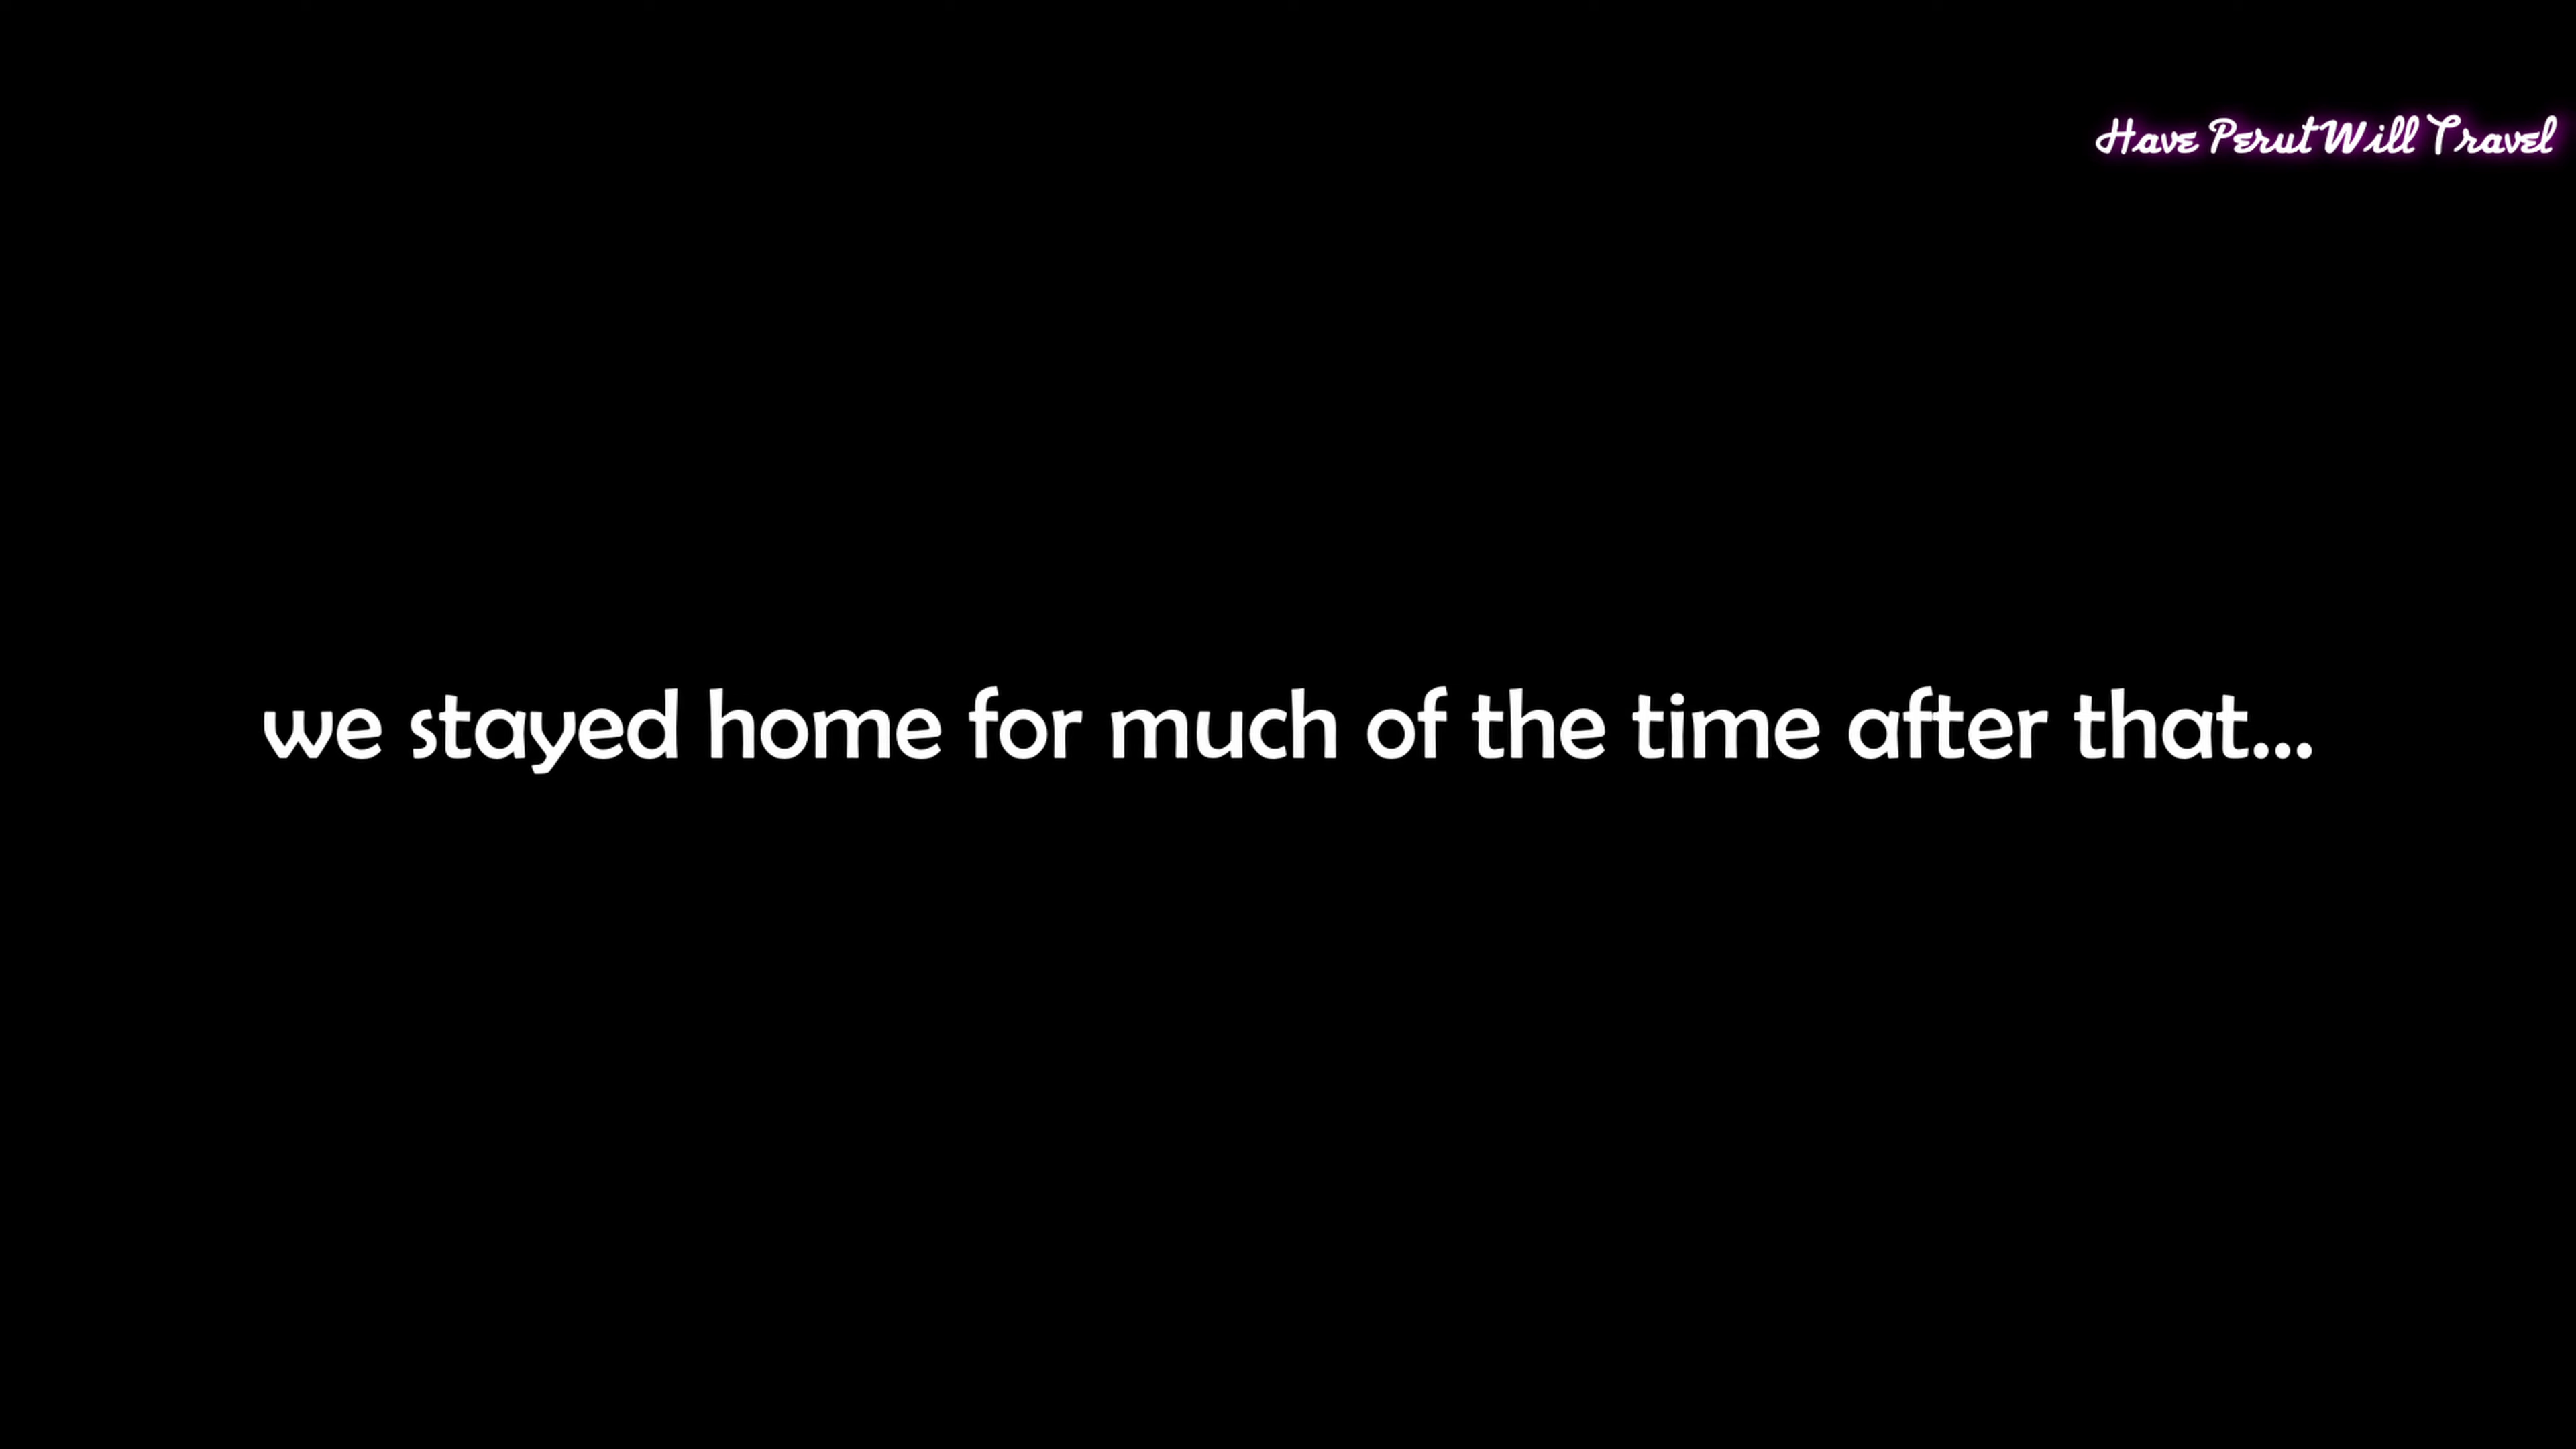 Have Perut Will Travel
we stayed home for much of the time after that...